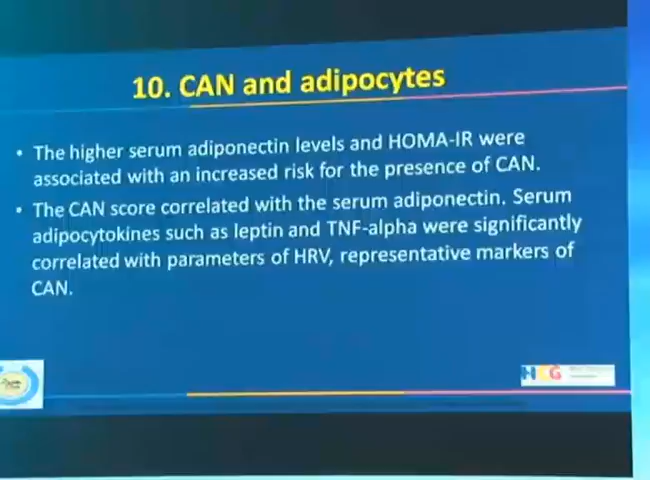 10. CAN and adipocytes
• The higher serum adiponectin levels and HOMA-IR were
associated with an increased risk for the presence of CAN.
• The CAN score correlated with the serum adiponectin. Serum
adipocytokines such as leptin and TNF-alpha were significantly
correlated with parameters of HRV, representative markers of
CAN.
HCG